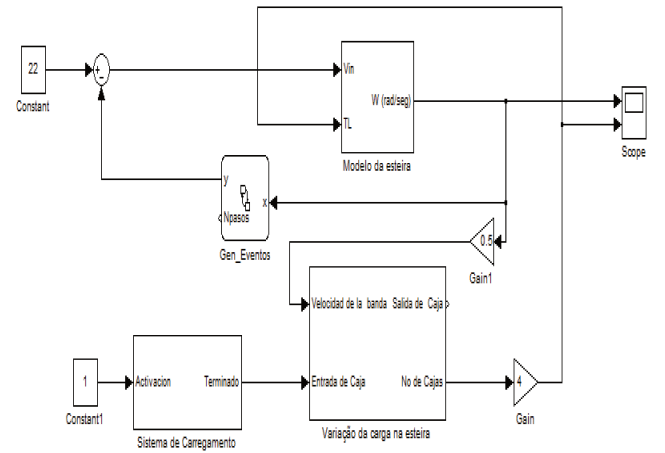 22
Constant
+
-
Vin
W (rad/seg)
TL
Modelo da esteira
Scope
y
x
Npasos
Gen_Eventos
0.5
Gain1
Velocidad de la banda
Salida de Caja
Entrada de Caja
No de Cajas
Variação da carga na esteira
4
Gain
1
Constant1
Activacion
Terminado
Sistema de Carregamento